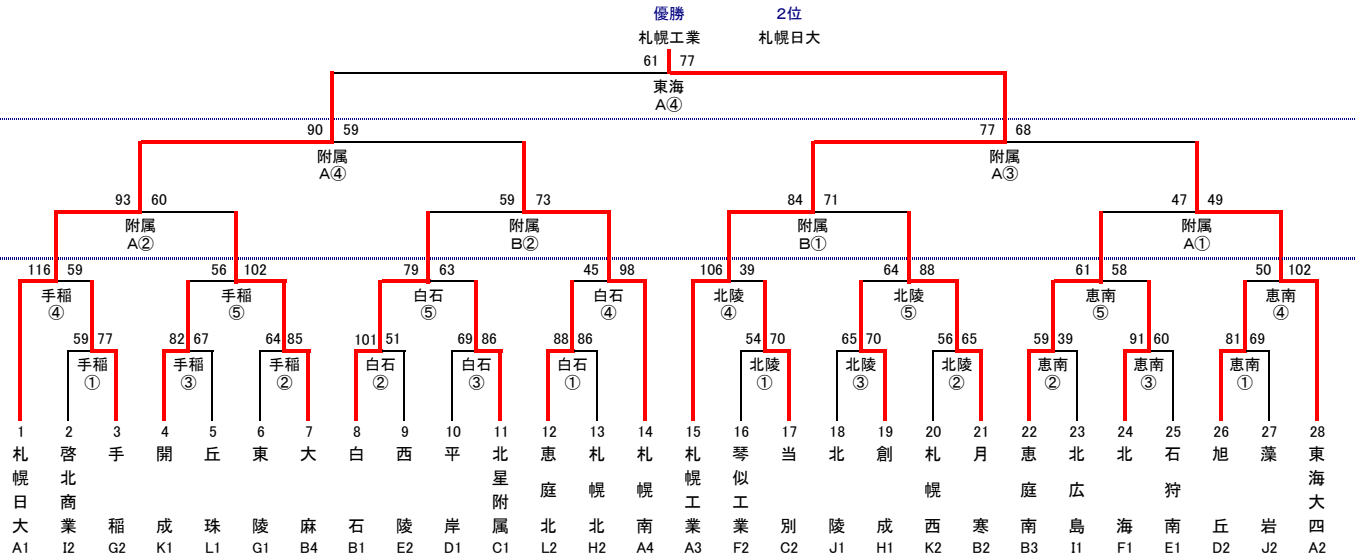 優勝 2位
札幌工業 札幌日大
61 77
東海
A④
90 59 77 68
附属 附属
A④ A③
93 60 59 73 84 71 47 49
附属 附属 附属 附属
A② B② B① A①
116 59 56 102 79 63 45 98 106 39 64 88 61 58 50 102
手稲 手稲 白石 白石 北陵 北陵 恵南 恵南
④ ⑤ ⑤ ④ ④ ⑤ ⑤ ④
59 77 82 67 64 85 101 51 69 86 88 86 54 70 65 70 56 65 59 39 91 60 81 69
手稲 手稲 手稲 白石 白石 白石 北陵 北陵 北陵 恵南 恵南 恵南
① ③ ② ② ③ ① ① ③ ② ② ③ ①
1 2 3 4 5 6 7 8 9 10 11 12 13 14 15 16 17 18 19 20 21 22 23 24 25 26 27 28
札幌日大 啓北商業 手稲 開成 丘珠 東陵 大麻 白石 西陵 平岸 北星附属 恵庭北 札幌北 札幌南 札幌工業 琴似工業 当別 北陵 創成 札幌西 月寒 恵庭南 北広島 北海 石狩南 旭丘 藻岩 東海大四
A1 I2 G2 K1 L1 G1 B4 B1 E2 D1 C1 L2 H2 A4 A3 F2 C2 J1 H1 K2 B2 B3 I1 F1 E1 D2 J2 A2